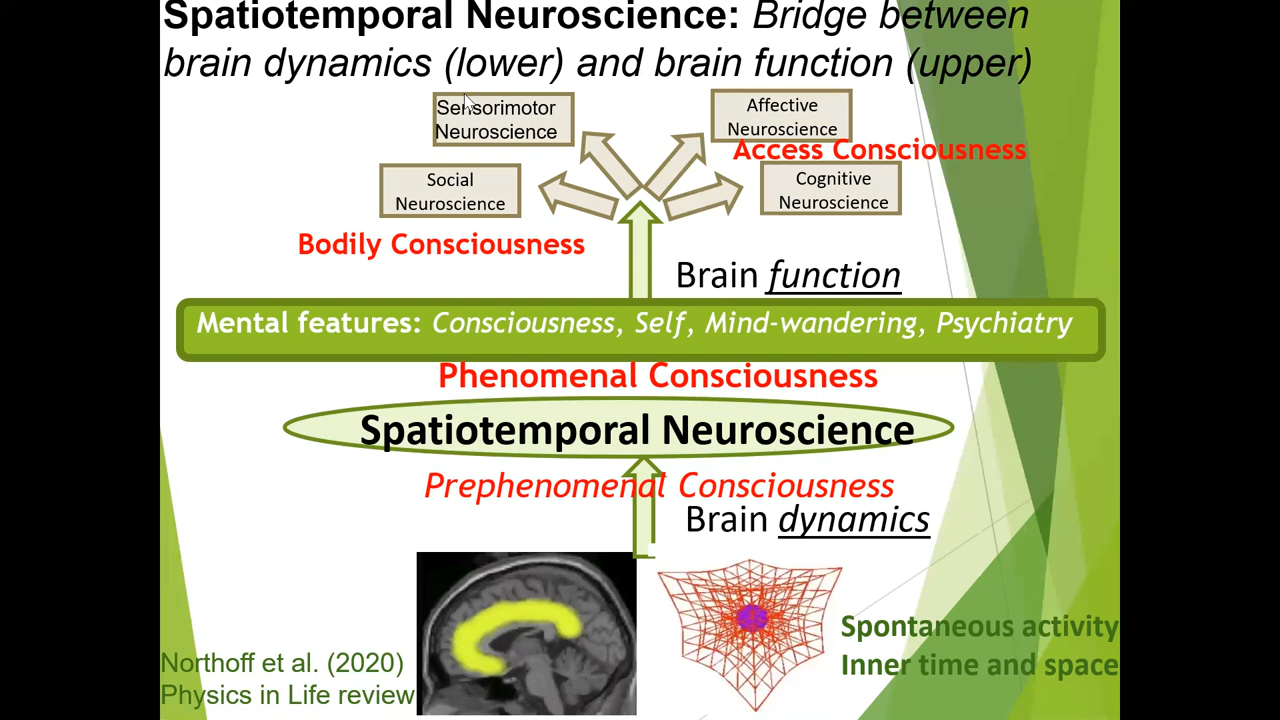 Spatiotemporal Neuroscience: Bridge between
brain dynamics (lower) and brain function (upper)
Sensorimotor
Neuroscience
Affective
Neuroscience
Access Consciousness
Social
Neuroscience
Cognitive
Neuroscience
Bodily Consciousness
Brain function
Mental features: Consciousness, Self, Mind-wandering, Psychiatry
Phenomenal Consciousness
Spatiotemporal Neuroscience
Prephenomenal Consciousness
Brain dynamics
Spontaneous activity
Inner time and space
Northoff et al. (2020)
Physics in Life review